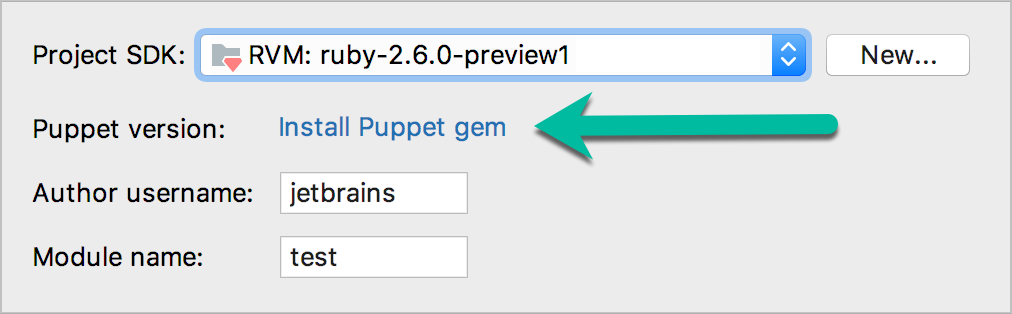 Project SDK: RVM: ruby-2.6.0-preview1 New...
Puppet version: Install Puppet gem
Author username: jetbrains
Module name: test